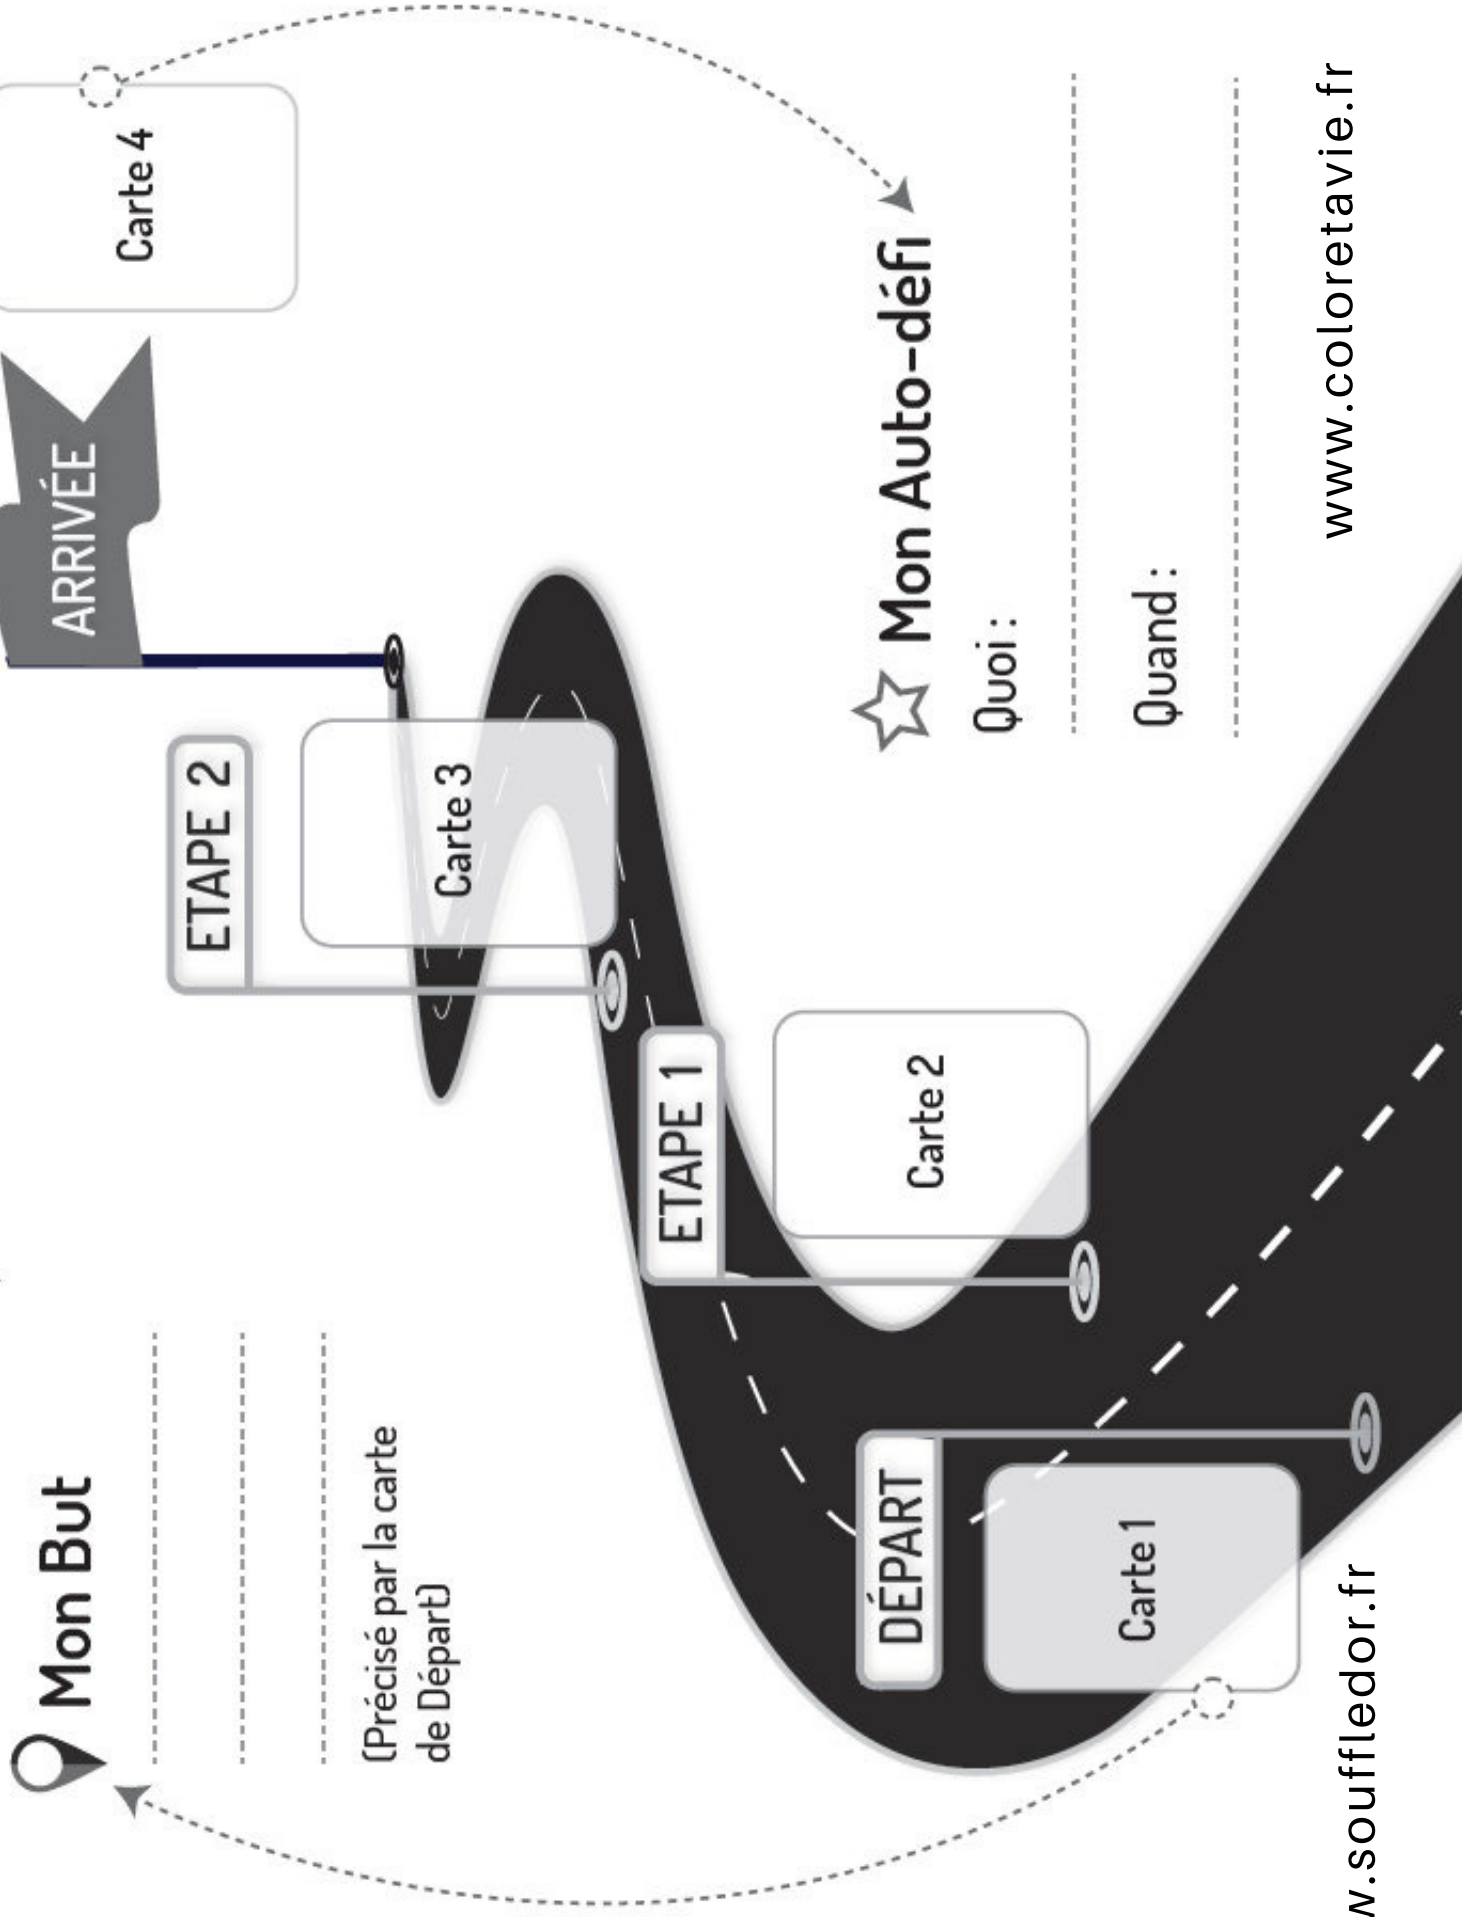 Mon But
(Précisé par la carte
de Départ)
ARRIVÉE
Carte 4
ETAPE 2
Carte 3
ETAPE 1
Carte 2
DÉPART
Carte 1
Mon Auto-défi
Quoi :
Quand :
w.souffledor.fr
www.coloretavie.fr